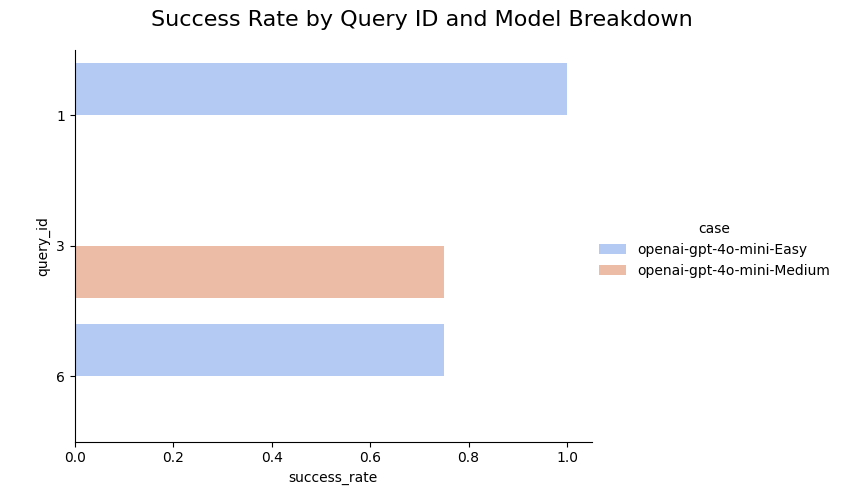 Success Rate by Query ID and Model Breakdown
query_id
1
3
6
0.0 0.2 0.4 0.6 0.8 1.0
success_rate
case
openai-gpt-4o-mini-Easy
openai-gpt-4o-mini-Medium